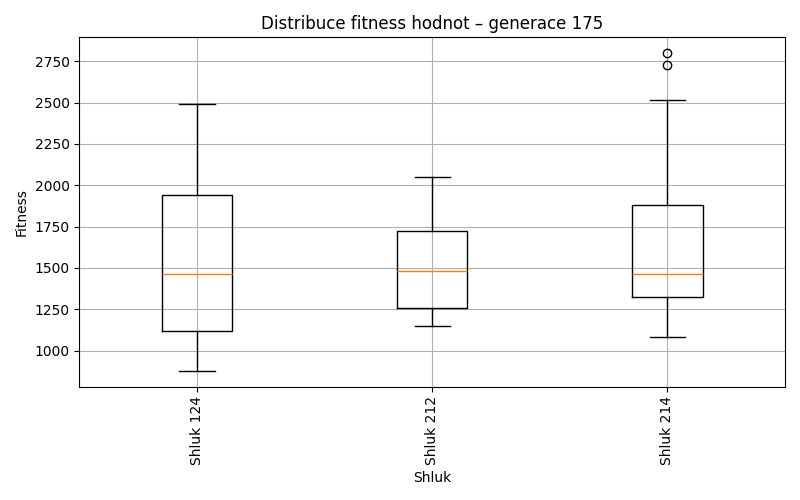 Distribuce fitness hodnot – generace 175
Fitness
2750
2500
2250
2000
1750
1500
1250
1000
Shluk 124
Shluk 212
Shluk 214
Shluk